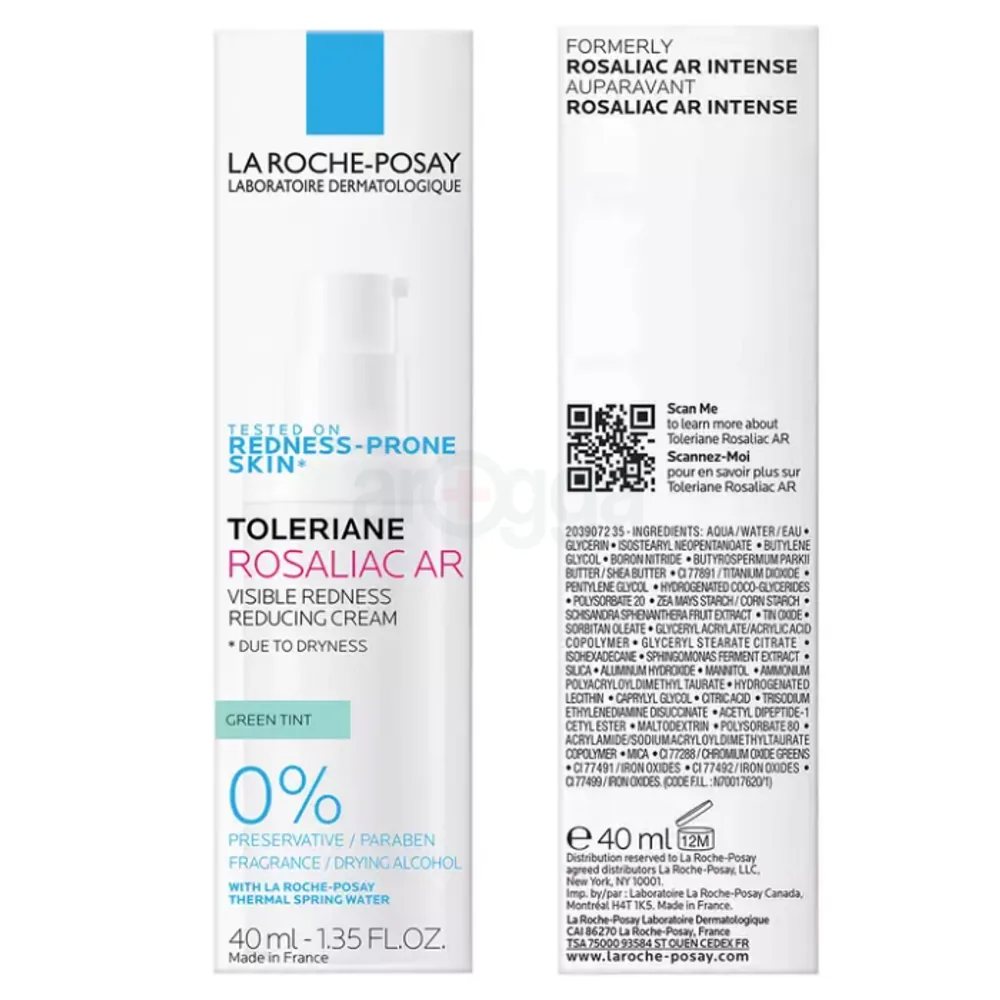 LA ROCHE-POSAY
LABORATOIRE DERMATOLOGIQUE
TESTED ON
REDNESS-PRONE
SKIN*
TOLERIANE
ROSALIAC AR
VISIBLE REDNESS
REDUCING CREAM
* DUE TO DRYNESS
GREEN TINT
0%
PRESERVATIVE / PARABEN
FRAGRANCE / DRYING ALCOHOL
WITH LA ROCHE-POSAY
THERMAL SPRING WATER
40 ml - 1.35 FL.OZ.
Made in France
FORMERLY
ROSALIAC AR INTENSE
AUPARAVANT
ROSALIAC AR INTENSE
Scan Me
to learn more about
Toleriane Rosaliac AR
Scannez-Moi
pour en savoir plus sur
Toleriane Rosaliac AR
2039072 35 - INGREDIENTS: AQUA / WATER / EAU •
GLYCERIN • ISOSTEARYL NEOPENTANOATE • BUTYLENE
GLYCOL • BORON NITRIDE • BUTYROSPERMUM PARKII
BUTTER / SHEA BUTTER • CI 77891 / TITANIUM DIOXIDE •
PENTYLENE GLYCOL • HYDROGENATED COCO-GLYCERIDES
• POLYSORBATE 20 • ZEA MAYS STARCH / CORN STARCH •
SCHISANDRA SPHENANTHERA FRUIT EXTRACT • TIN OXIDE •
SORBITAN OLEATE • GLYCERYL ACRYLATE/ACRYLIC ACID
COPOLYMER • GLYCERYL STEARATE CITRATE •
ISOHEXADECANE • SPHINGOMONAS FERMENT EXTRACT •
SILICA • ALUMINUM HYDROXIDE • MANNITOL • AMMONIUM
POLYACRYLOYLDIMETHYL TAURATE • HYDROGENATED
LECITHIN • CAPRYLYL GLYCOL • CITRIC ACID • TRISODIUM
ETHYLENEDIAMINE DISUCCINATE • ACETYL DIPEPTIDE-1
CETYL ESTER • MALTODEXTRIN • POLYSORBATE 80 •
ACRYLAMIDE/SODIUM ACRYLOYLDIMETHYLTAURATE
COPOLYMER • MICA • CI 77288 / CHROMIUM OXIDE GREENS
• CI 77491 / IRON OXIDES • CI 77492 / IRON OXIDES •
CI 77499 / IRON OXIDES. (CODE F.I.L. : N70017620/1)
e 40 ml 12M
Distribution reserved to La Roche-Posay
agreed distributors La Roche-Posay, LLC,
New York, NY 10001.
Imp. by/par : Laboratoire La Roche-Posay Canada,
Montréal H4T 1K5. Made in France.
La Roche-Posay Laboratoire Dermatologique
CAI 86270 La Roche-Posay, France
TSA 75000 93584 ST OUEN CEDEX FR
www.laroche-posay.com
arogga